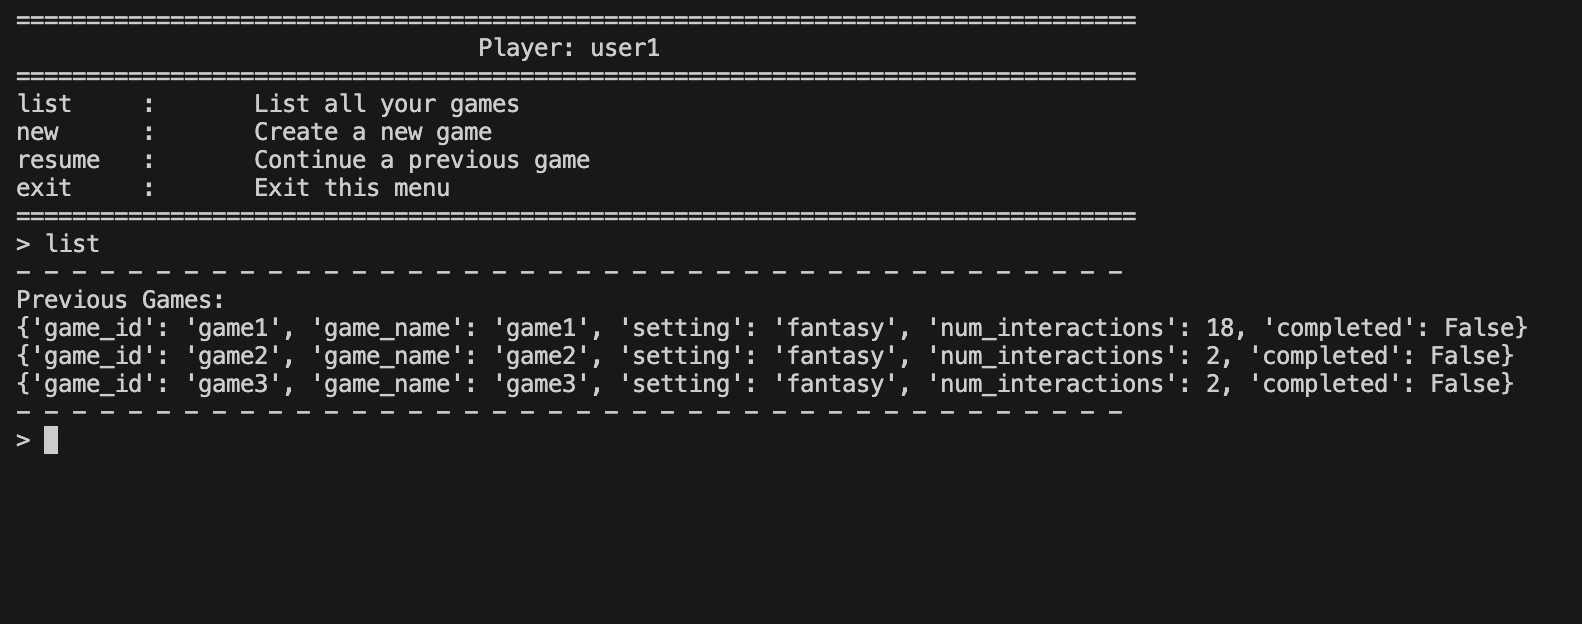 ================================================================================
Player: user1
================================================================================
list     :       List all your games
new      :       Create a new game
resume   :       Continue a previous game
exit     :       Exit this menu
================================================================================
> list
- - - - - - - - - - - - - - - - - - - - - - - - - - - - - - - - - - - - - - - -
Previous Games:
{'game_id': 'game1', 'game_name': 'game1', 'setting': 'fantasy', 'num_interactions': 18, 'completed': False}
{'game_id': 'game2', 'game_name': 'game2', 'setting': 'fantasy', 'num_interactions': 2, 'completed': False}
{'game_id': 'game3', 'game_name': 'game3', 'setting': 'fantasy', 'num_interactions': 2, 'completed': False}
- - - - - - - - - - - - - - - - - - - - - - - - - - - - - - - - - - - - - - - -
>